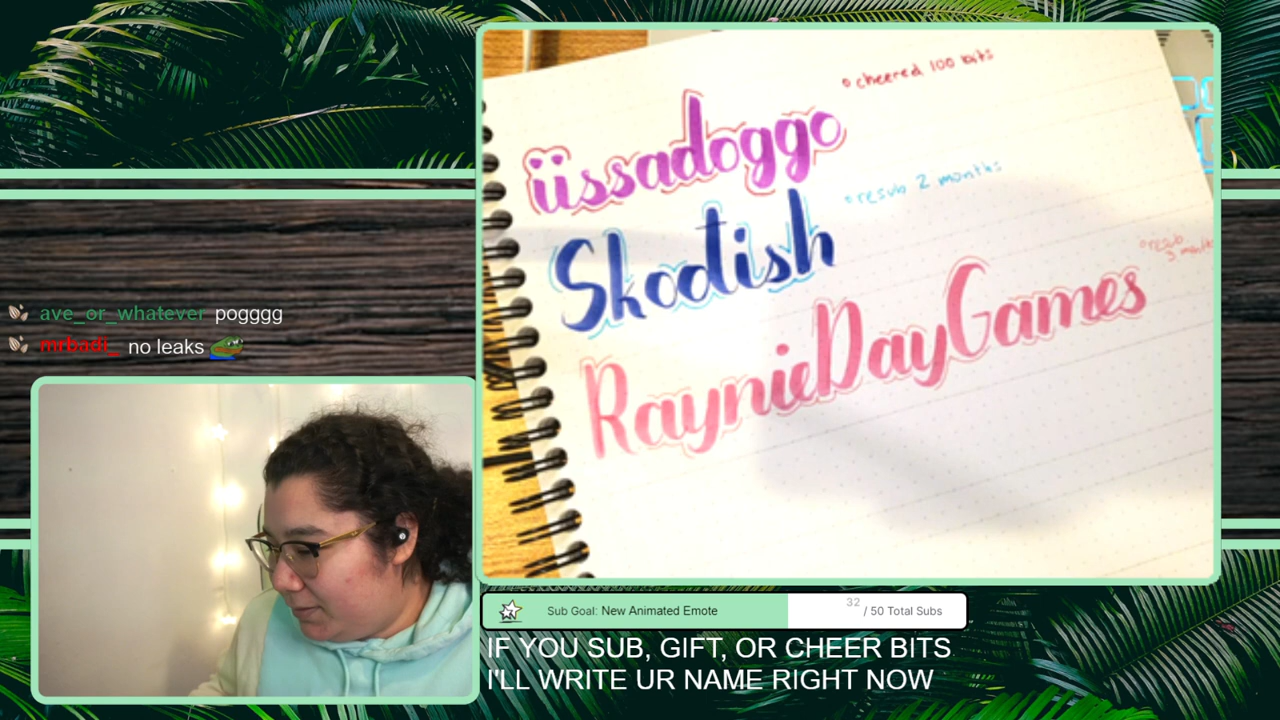 cheered 100 bits
iissadoggo
resub 2 months
Skodish
resub
3 months
RaynieDayGames
ave_or_whatever pogggg
mrbadi_ no leaks
Sub Goal: New Animated Emote 32 / 50 Total Subs
IF YOU SUB, GIFT, OR CHEER BITS
I'LL WRITE UR NAME RIGHT NOW